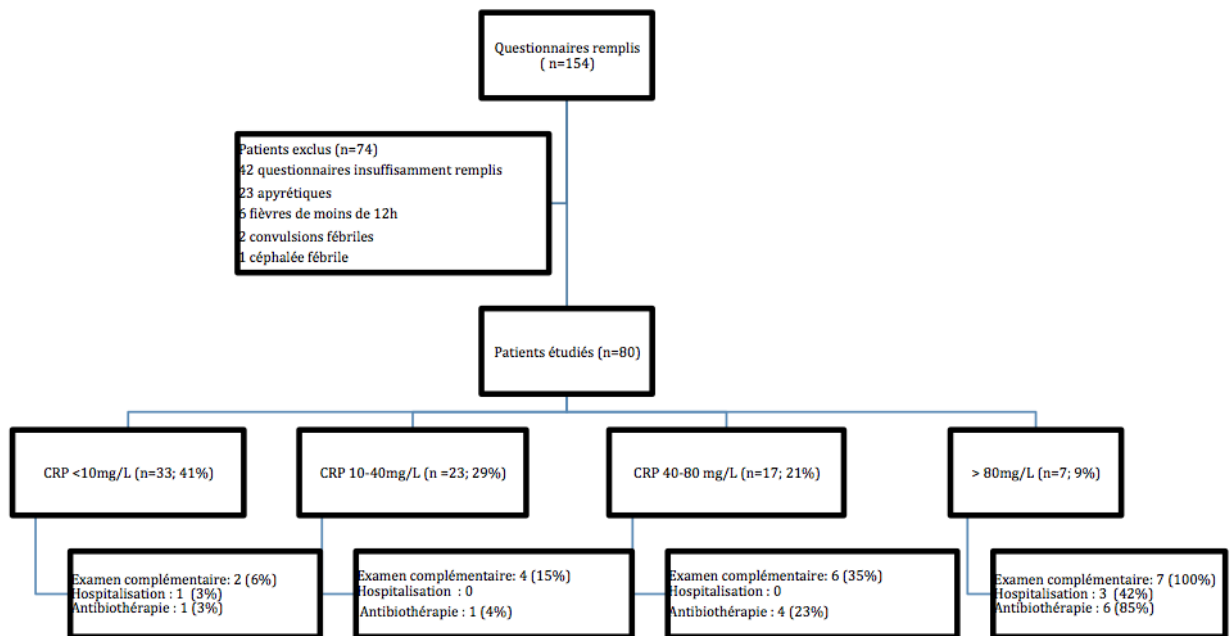 Questionnaires remplis
( n=154)
Patients exclus (n=74)
42 questionnaires insuffisamment remplis
23 apyrétiques
6 fièvres de moins de 12h
2 convulsions fébriles
1 céphalée fébrile
Patients étudiés (n=80)
CRP <10mg/L (n=33; 41%)
CRP 10-40mg/L (n =23; 29%)
CRP 40-80 mg/L (n=17; 21%)
> 80mg/L (n=7; 9%)
Examen complémentaire: 2 (6%)
Hospitalisation : 1 (3%)
Antibiothérapie : 1 (3%)
Examen complémentaire: 4 (15%)
Hospitalisation : 0
Antibiothérapie : 1 (4%)
Examen complémentaire: 6 (35%)
Hospitalisation : 0
Antibiothérapie : 4 (23%)
Examen complémentaire: 7 (100%)
Hospitalisation : 3 (42%)
Antibiothérapie : 6 (85%)